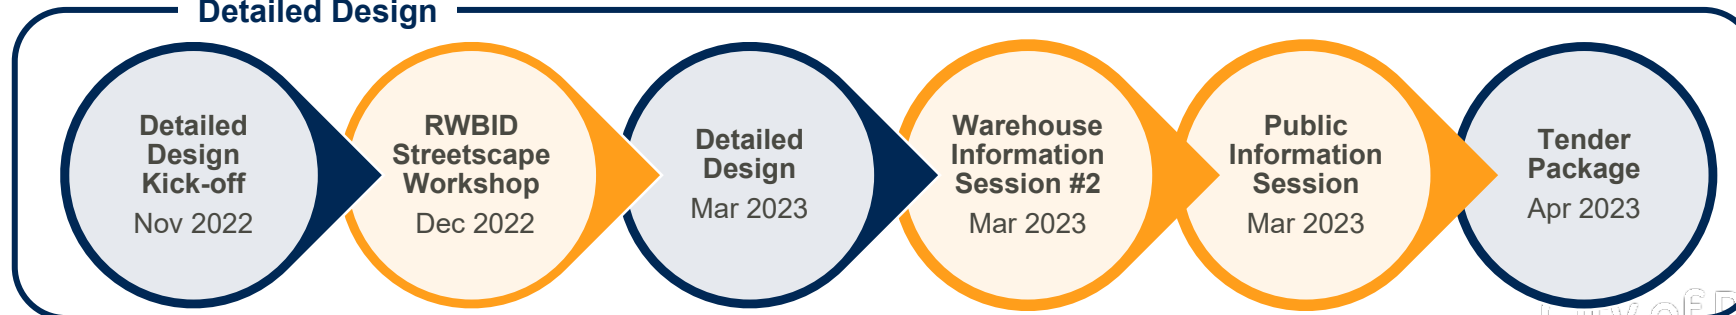 Detailed Design
Detailed
Design
Kick-off
Nov 2022
RWBID
Streetscape
Workshop
Dec 2022
Detailed
Design
Mar 2023
Warehouse
Information
Session #2
Mar 2023
Public
Information
Session
Mar 2023
Tender
Package
Apr 2023